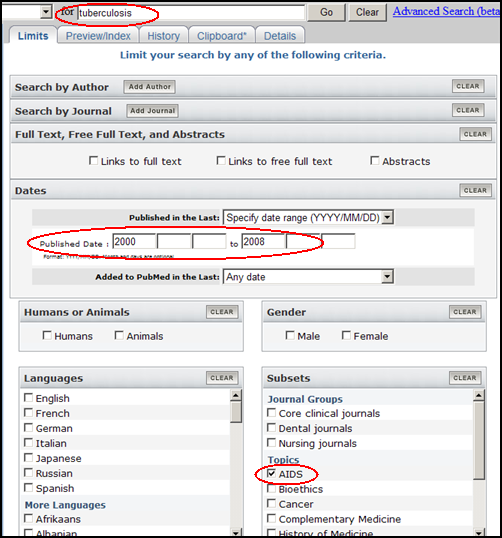 for tuberculosis Go Clear Advanced Search (beta
Limits Preview/Index History Clipboard* Details
Limit your search by any of the following criteria.
Search by Author Add Author CLEAR
Search by Journal Add Journal CLEAR
Full Text, Free Full Text, and Abstracts CLEAR
Links to full text Links to free full text Abstracts
Dates CLEAR
Published in the Last: Specify date range (YYYY/MM/DD)
Published Date : 2000 to 2008
Format: YYYY/MM/DD. Month and days are optional.
Added to PubMed in the Last: Any date
Humans or Animals CLEAR
Humans Animals
Gender CLEAR
Male Female
Languages CLEAR
English
French
German
Italian
Japanese
Russian
Spanish
More Languages
Afrikaans
Albanian
Subsets CLEAR
Journal Groups
Core clinical journals
Dental journals
Nursing journals
Topics
AIDS
Bioethics
Cancer
Complementary Medicine
History of Medicine